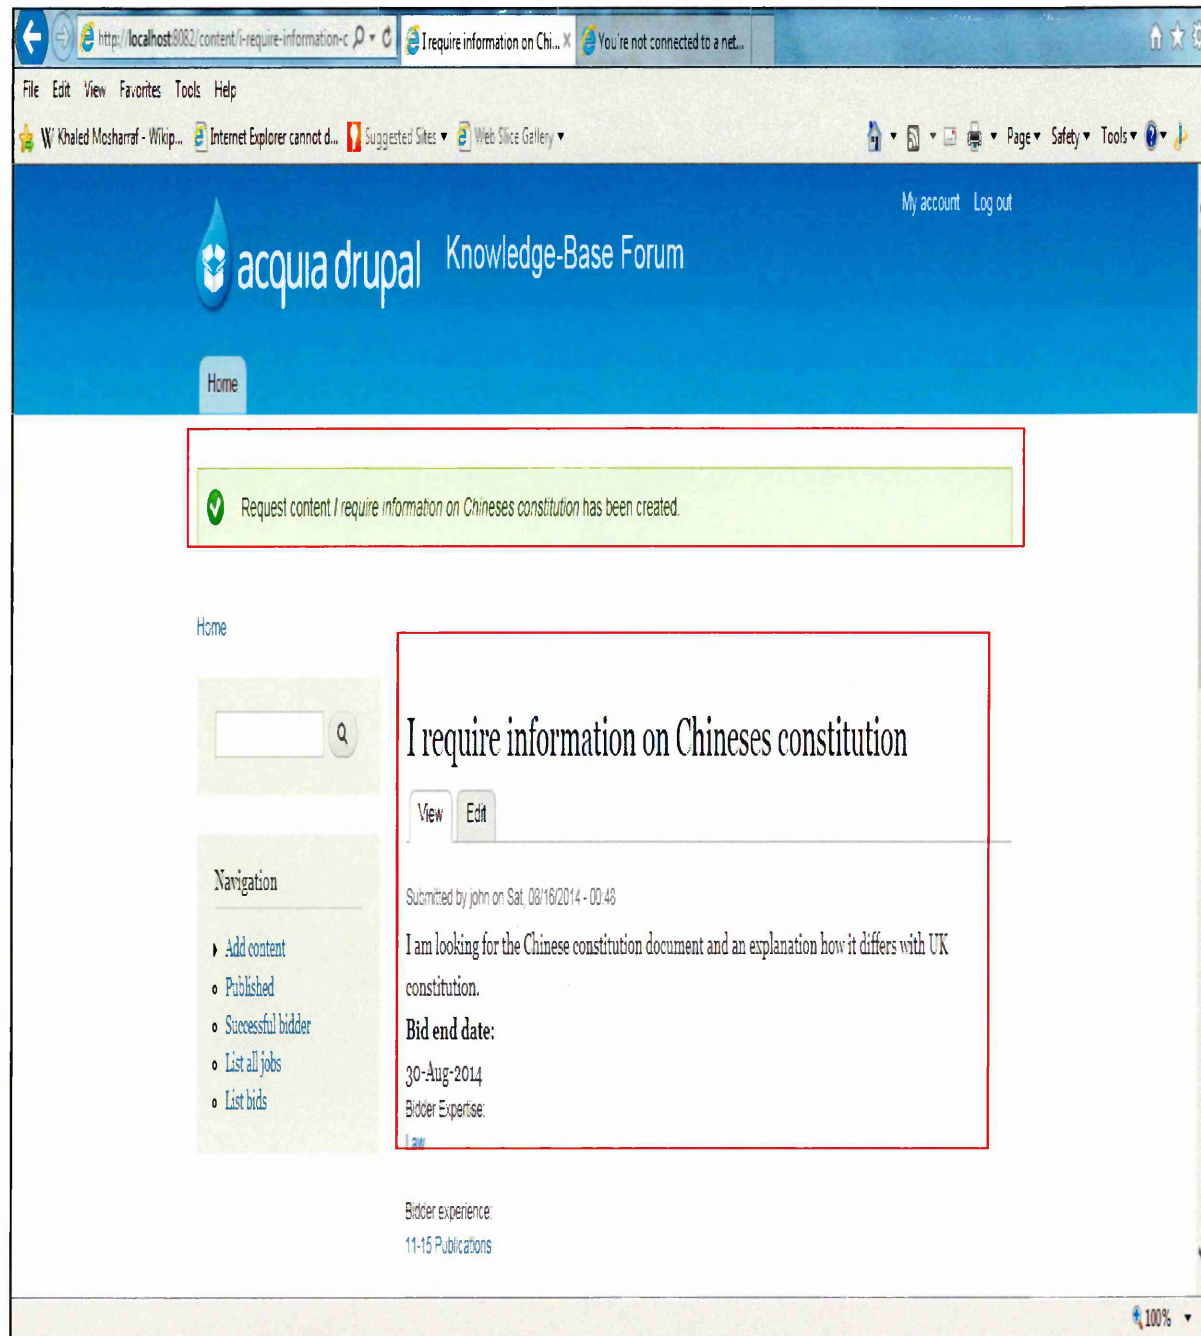 http://localhost:8082/content/i-require-information-c
I require information on Chi... X
You're not connected to a net...
File Edit View Favorites Tools Help
W Khaled Mosharraf - Wikip... Internet Explorer cannot d... Suggested Sites Web Slice Gallery
Page Safety Tools
My account Log out
acquia drupal Knowledge-Base Forum
Home
Request content I require information on Chineses constitution has been created.
Home
I require information on Chineses constitution
View Edit
Navigation
Submitted by john on Sat, 08/16/2014 - 00:48
Add content
I am looking for the Chinese constitution document and an explanation how it differs with UK
Published
constitution.
Successful bidder
Bid end date:
List all jobs
30-Aug-2014
List bids
Bidder Expertise:
Law
Bidder experience:
11-15 Publications
100%